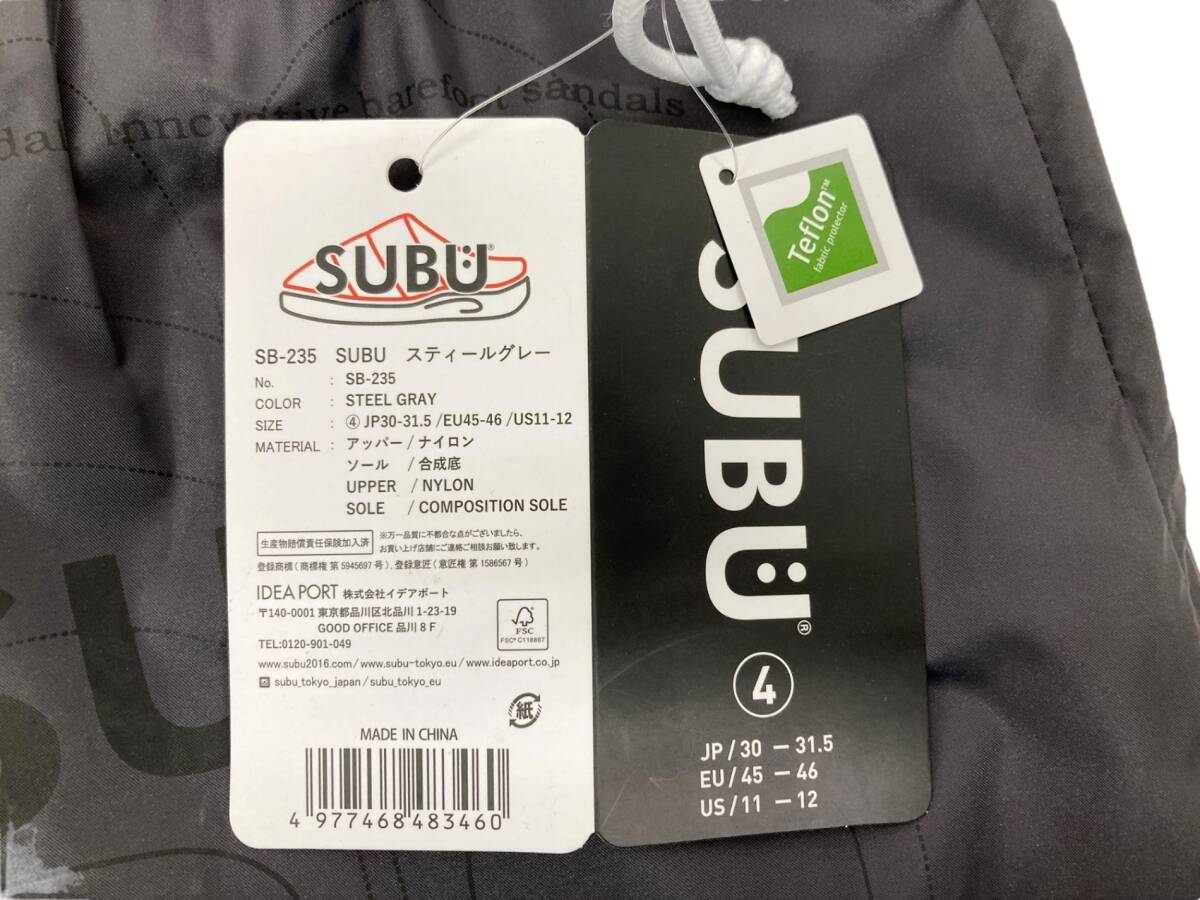 Innovative barefoot sandals
SUBÜ®
SB-235 SUBU スティールグレー
No. : SB-235
COLOR : STEEL GRAY
SIZE : ④ JP30-31.5 /EU45-46 /US11-12
MATERIAL : アッパー / ナイロン
ソール / 合成底
UPPER / NYLON
SOLE / COMPOSITION SOLE
生産物賠償責任保険加入済
※万一品質に不都合な点がございましたら、
お買い上げ店舗にご連絡ご相談お願い致します。
登録商標 ( 商標権 第 5945697 号 ) , 登録意匠 ( 意匠権 第 1586567 号 )
IDEA PORT 株式会社イデアポート
〒140-0001 東京都品川区北品川 1-23-19
GOOD OFFICE 品川 8 F
TEL:0120-901-049
FSC
FSC® C118867
www.subu2016.com / www.subu-tokyo.eu / www.ideaport.co.jp
subu_tokyo_japan / subu_tokyo_eu
紙
MADE IN CHINA
4 977468 483460
Teflon™
fabric protector
SUBÜ®
④
JP / 30 － 31.5
EU / 45 － 46
US / 11 － 12
SU